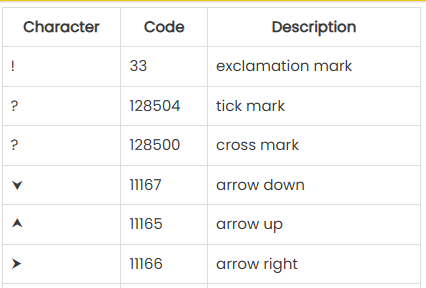 Character Code Description
! 33 exclamation mark
? 128504 tick mark
? 128500 cross mark
⮟ 11167 arrow down
⮝ 11165 arrow up
⮞ 11166 arrow right